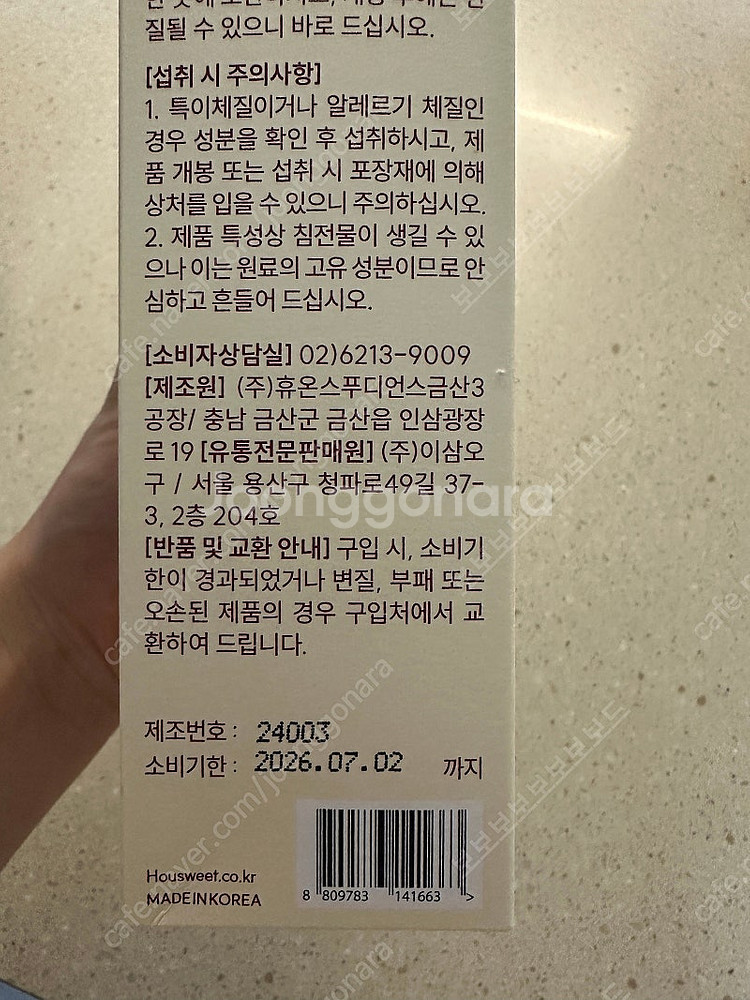 질될 수 있으니 바로 드십시오.
[섭취 시 주의사항]
1. 특이체질이거나 알레르기 체질인
경우 성분을 확인 후 섭취하시고, 제
품 개봉 또는 섭취 시 포장재에 의해
상처를 입을 수 있으니 주의하십시오.
2. 제품 특성상 침전물이 생길 수 있
으나 이는 원료의 고유 성분이므로 안
심하고 흔들어 드십시오.
[소비자상담실] 02)6213-9009
[제조원] (주)휴온스푸디언스금산3
공장/ 충남 금산군 금산읍 인삼광장
로 19 [유통전문판매원] (주)이삼오
구 / 서울 용산구 청파로49길 37-
3, 2층 204호
joonggonara
[반품 및 교환 안내] 구입 시, 소비기
한이 경과되었거나 변질, 부패 또는
오손된 제품의 경우 구입처에서 교
환하여 드립니다.
제조번호 : 24003
소비기한 : 2026.07.02 까지
Housweet.co.kr
MADEINKOREA
8 809783 141663 >
cafe.naver.com/joonggonara
보보보보보보드